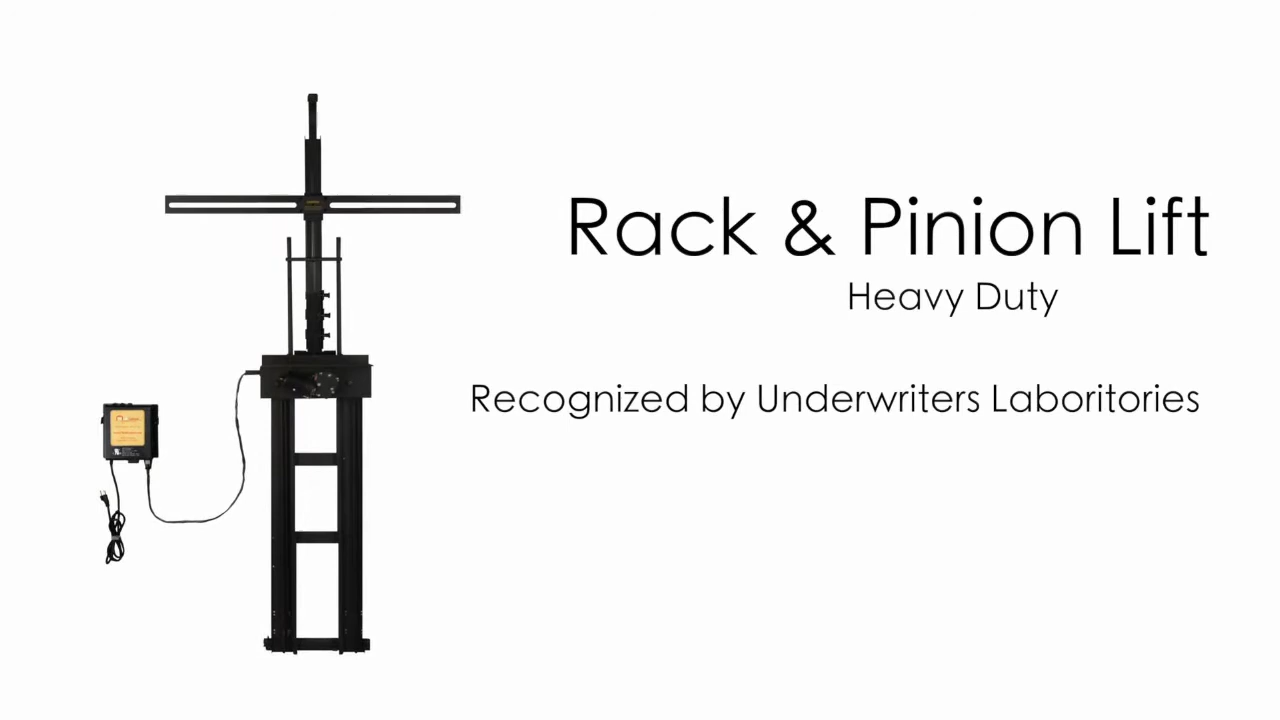 Rack & Pinion Lift
Heavy Duty
Recognized by Underwriters Laboritories